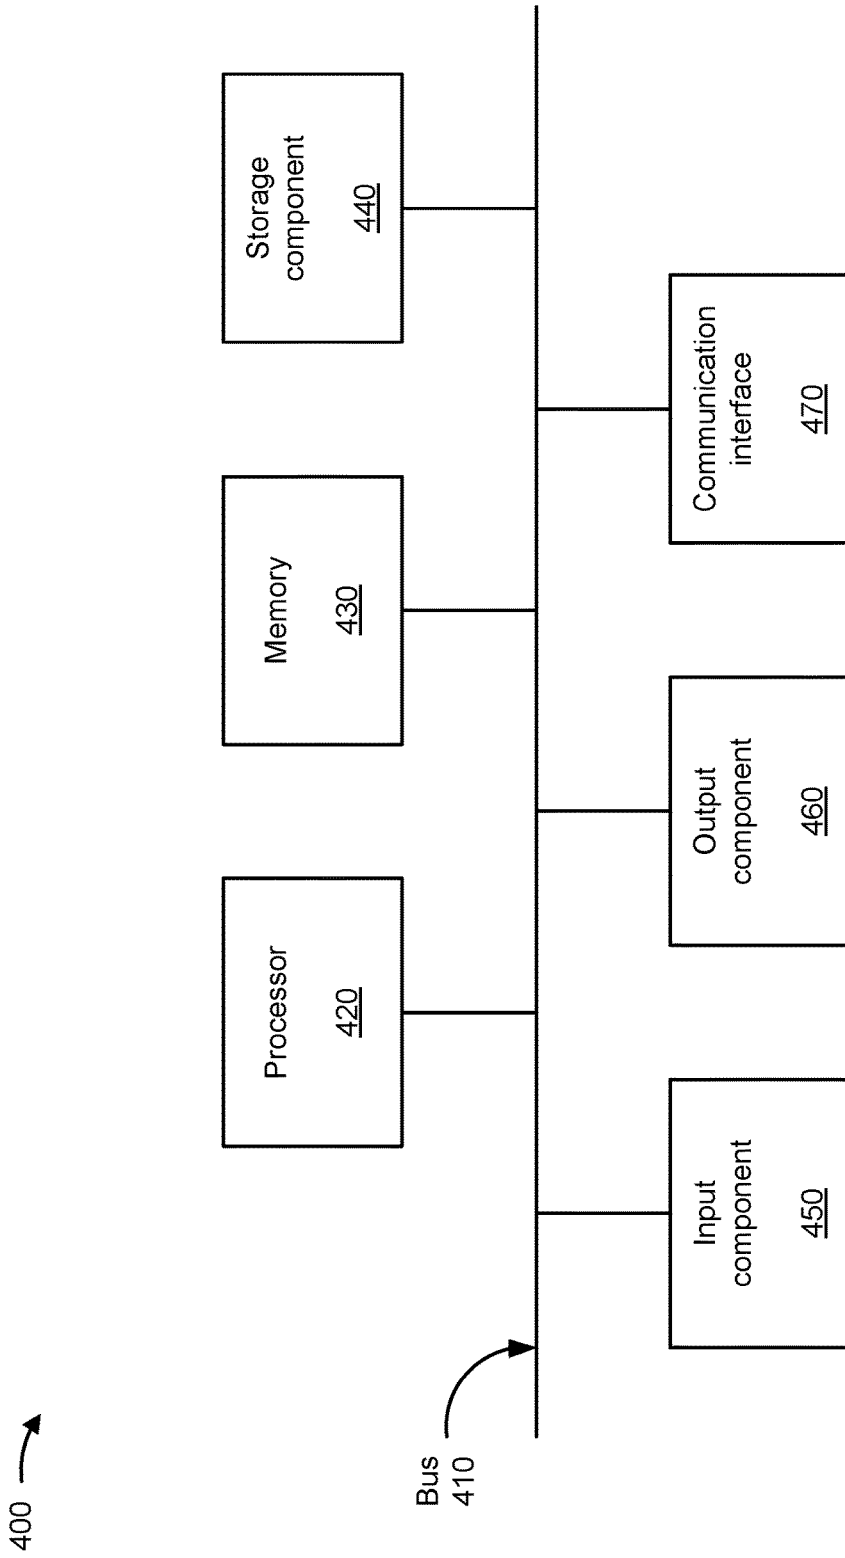 400
Processor
420
Memory
430
Storage
component
440
Bus
410
Input
component
450
Output
component
460
Communication
interface
470